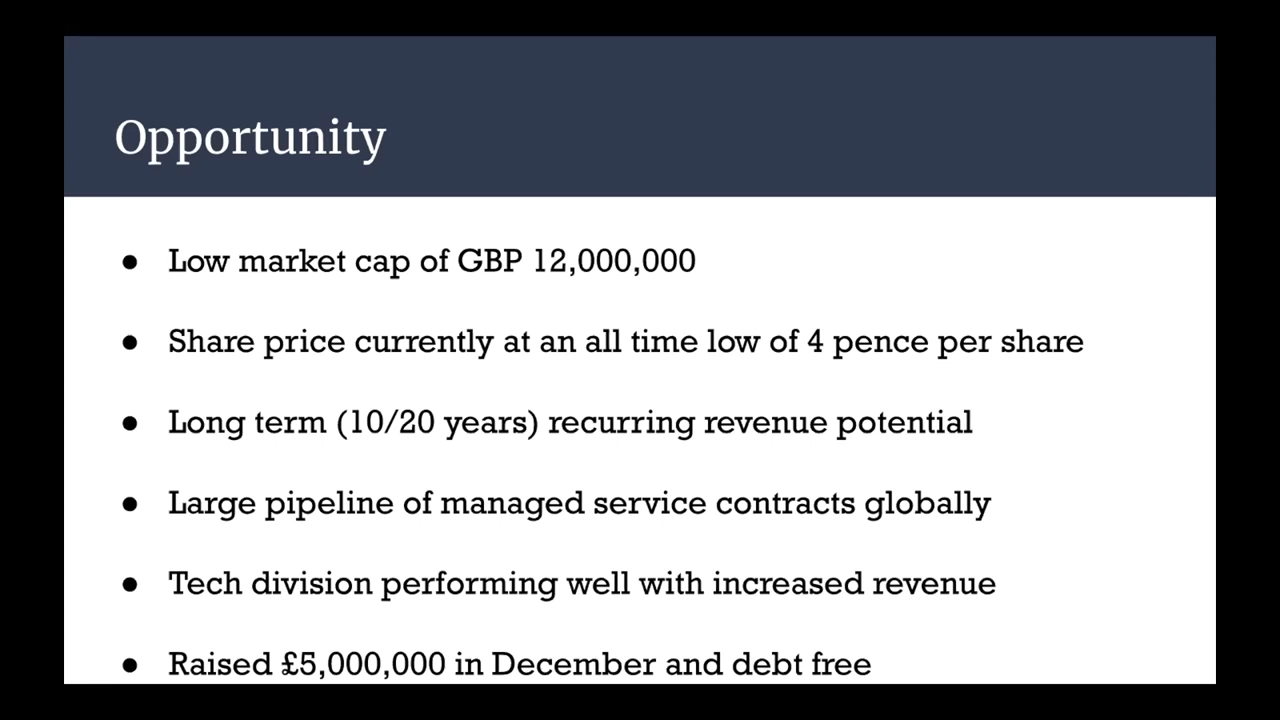 Opportunity
● Low market cap of GBP 12,000,000
● Share price currently at an all time low of 4 pence per share
● Long term (10/20 years) recurring revenue potential
● Large pipeline of managed service contracts globally
● Tech division performing well with increased revenue
● Raised £5,000,000 in December and debt free